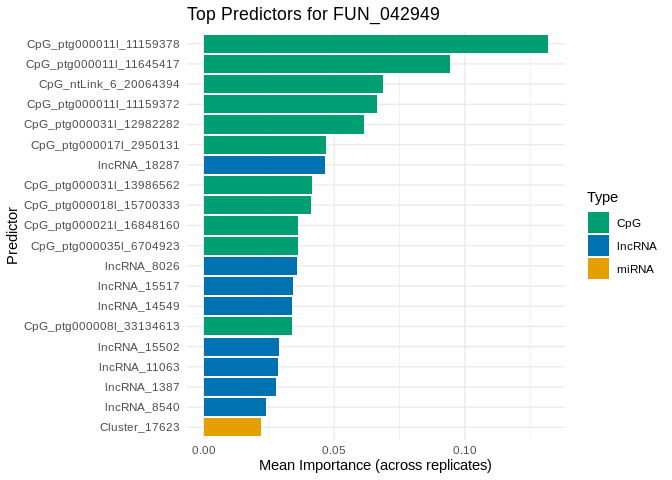 Top Predictors for FUN_042949
Predictor
CpG_ptg000011l_11159378
CpG_ptg000011l_11645417
CpG_ntLink_6_20064394
CpG_ptg000011l_11159372
CpG_ptg000031l_12982282
CpG_ptg000017l_2950131
lncRNA_18287
CpG_ptg000031l_13986562
CpG_ptg000018l_15700333
CpG_ptg000021l_16848160
CpG_ptg000035l_6704923
lncRNA_8026
lncRNA_15517
lncRNA_14549
CpG_ptg000008l_33134613
lncRNA_15502
lncRNA_11063
lncRNA_1387
lncRNA_8540
Cluster_17623
0.00 0.05 0.10
Mean Importance (across replicates)
Type
CpG
lncRNA
miRNA